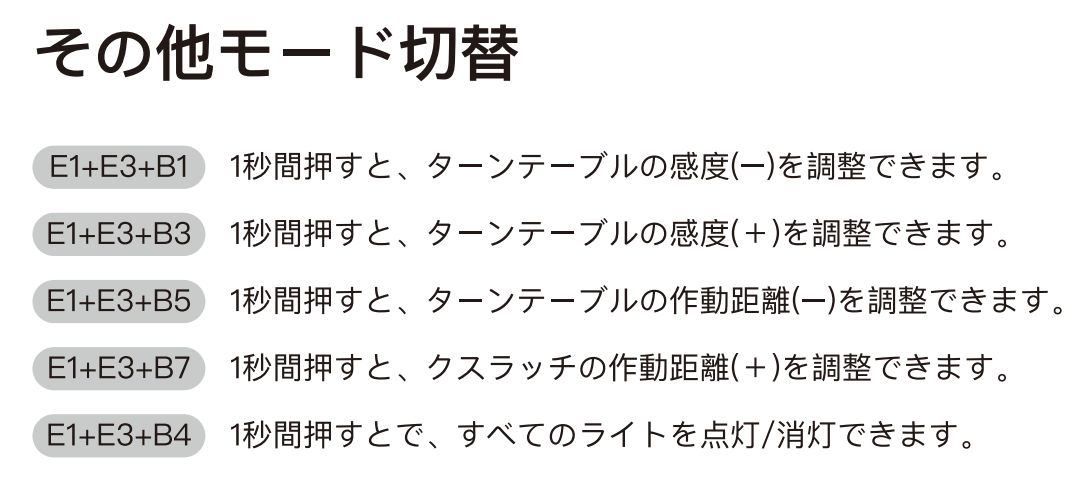 その他モード切替
E1+E3+B1 1秒間押すと、ターンテーブルの感度(ー)を調整できます。
E1+E3+B3 1秒間押すと、ターンテーブルの感度(＋)を調整できます。
E1+E3+B5 1秒間押すと、ターンテーブルの作動距離(ー)を調整できます。
E1+E3+B7 1秒間押すと、クスラッチの作動距離(＋)を調整できます。
E1+E3+B4 1秒間押すとで、すべてのライトを点灯/消灯できます。